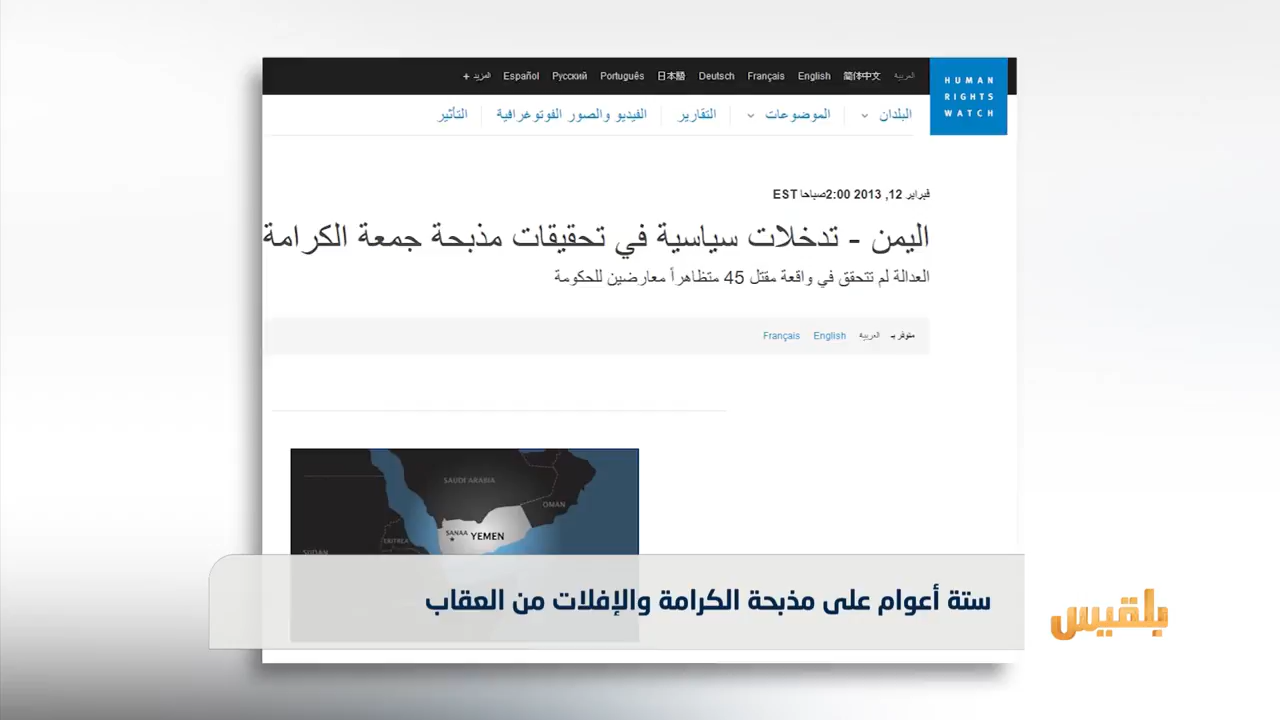 العربية 简体中文 English Français Deutsch 日本語 Português Русский Español المزيد +
HUMAN
RIGHTS
WATCH
البلدان الموضوعات التقارير الفيديو والصور الفوتوغرافية التأثير
فبراير 12, 2013 2:00صباحا EST
اليمن - تدخلات سياسية في تحقيقات مذبحة جمعة الكرامة
العدالة لم تتحقق في واقعة مقتل 45 متظاهراً معارضين للحكومة
متوفر بـ العربية English Français
SAUDI ARABIA
OMAN
ERITREA
SANAA YEMEN
SUDAN
ستة أعوام على مذبحة الكرامة والإفلات من العقاب
بلقيس